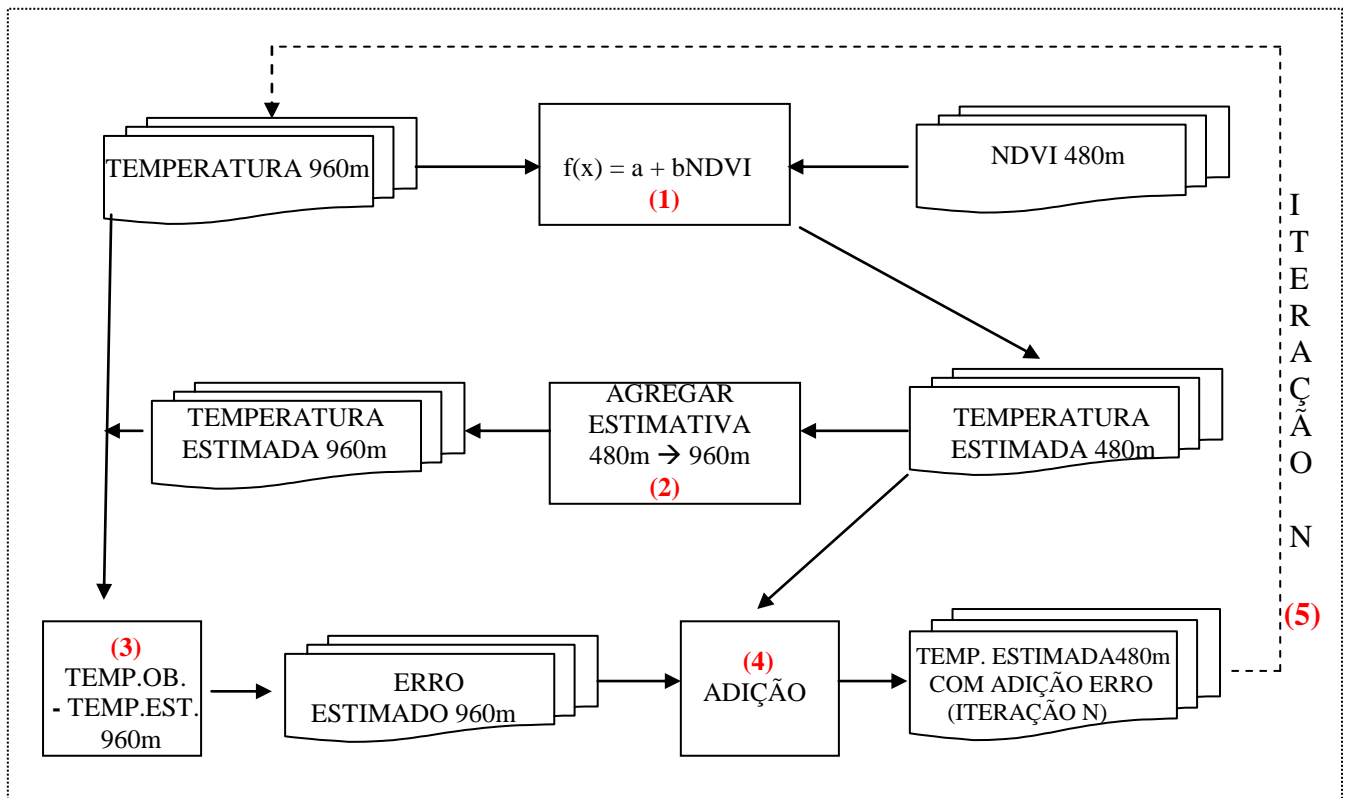 TEMPERATURA 960m
f(x) = a + bNDVI
(1)
NDVI 480m
TEMPERATURA
ESTIMADA 960m
AGREGAR
ESTIMATIVA
480m → 960m
(2)
TEMPERATURA
ESTIMADA 480m
(3)
TEMP.OB.
- TEMP.EST.
960m
ERRO
ESTIMADO 960m
(4)
ADIÇÃO
TEMP. ESTIMADA480m
COM ADIÇÃO ERRO
(ITERAÇÃO N)
I
T
E
R
A
Ç
Ã
O
N
(5)